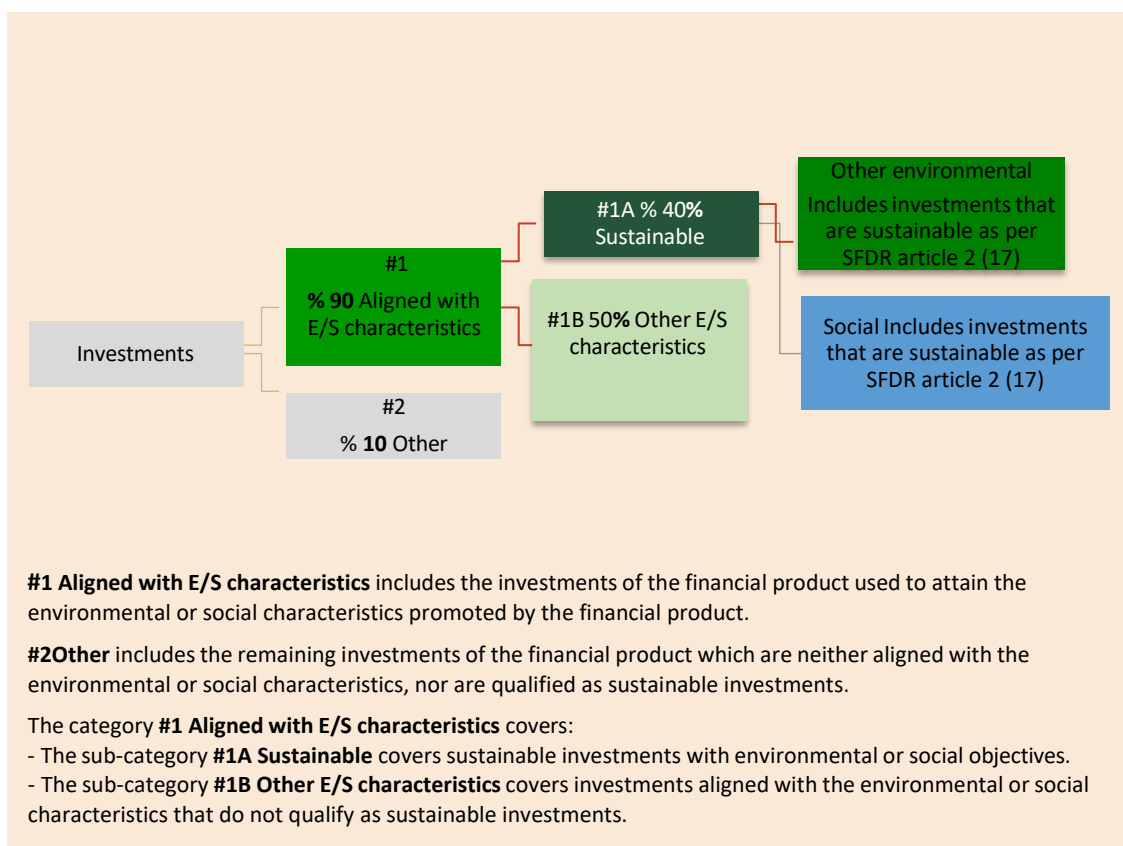 Investments
#1
% 90 Aligned with
E/S characteristics
#2
% 10 Other
#1A % 40%
Sustainable
#1B 50% Other E/S
characteristics
Other environmental
Includes investments that
are sustainable as per
SFDR article 2 (17)
Social Includes investments
that are sustainable as per
SFDR article 2 (17)
#1 Aligned with E/S characteristics includes the investments of the financial product used to attain the
environmental or social characteristics promoted by the financial product.
#2Other includes the remaining investments of the financial product which are neither aligned with the
environmental or social characteristics, nor are qualified as sustainable investments.
The category #1 Aligned with E/S characteristics covers:
- The sub-category #1A Sustainable covers sustainable investments with environmental or social objectives.
- The sub-category #1B Other E/S characteristics covers investments aligned with the environmental or social
characteristics that do not qualify as sustainable investments.